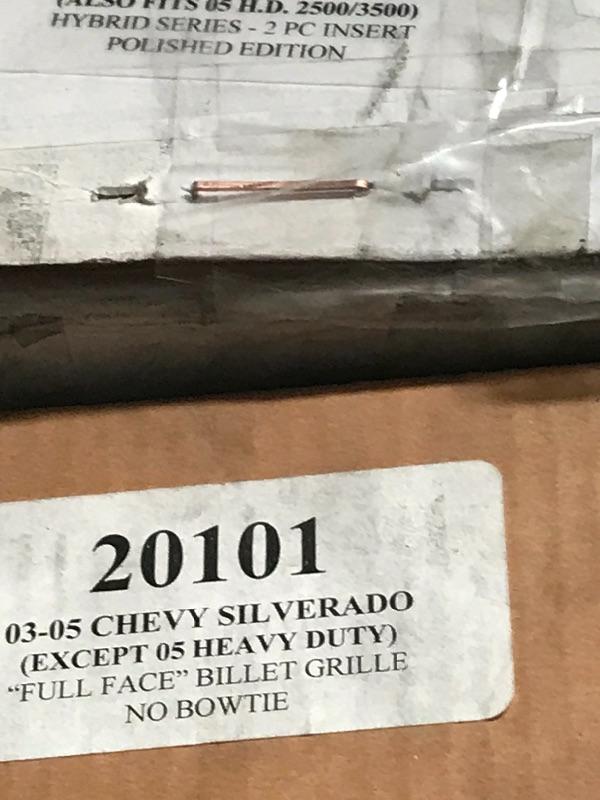 (ALSO FITS 05 H.D. 2500/3500)
HYBRID SERIES - 2 PC INSERT
POLISHED EDITION
20101
03-05 CHEVY SILVERADO
(EXCEPT 05 HEAVY DUTY)
“FULL FACE” BILLET GRILLE
NO BOWTIE